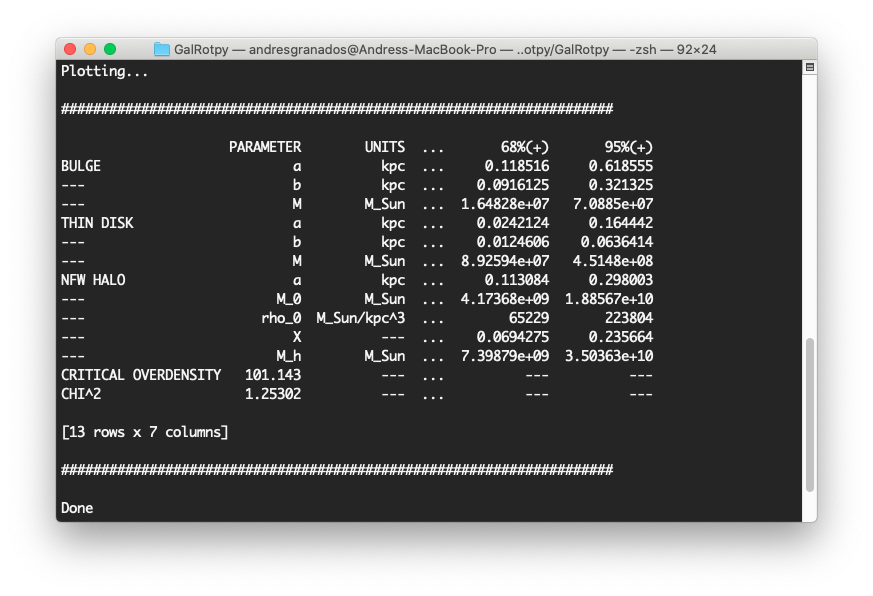 GalRotpy — andresgranados@Andress-MacBook-Pro — ..otpy/GalRotpy — -zsh — 92×24
Plotting...
#####################################################################
PARAMETER UNITS ... 68%(+) 95%(+)
BULGE a kpc ... 0.118516 0.618555
--- b kpc ... 0.0916125 0.321325
--- M M_Sun ... 1.64828e+07 7.0885e+07
THIN DISK a kpc ... 0.0242124 0.164442
--- b kpc ... 0.0124606 0.0636414
--- M M_Sun ... 8.92594e+07 4.5148e+08
NFW HALO a kpc ... 0.113084 0.298003
--- M_0 M_Sun ... 4.17368e+09 1.88567e+10
--- rho_0 M_Sun/kpc^3 ... 65229 223804
--- X --- ... 0.0694275 0.235664
--- M_h M_Sun ... 7.39879e+09 3.50363e+10
CRITICAL OVERDENSITY 101.143 --- ... --- ---
CHI^2 1.25302 --- ... --- ---
[13 rows x 7 columns]
#####################################################################
Done